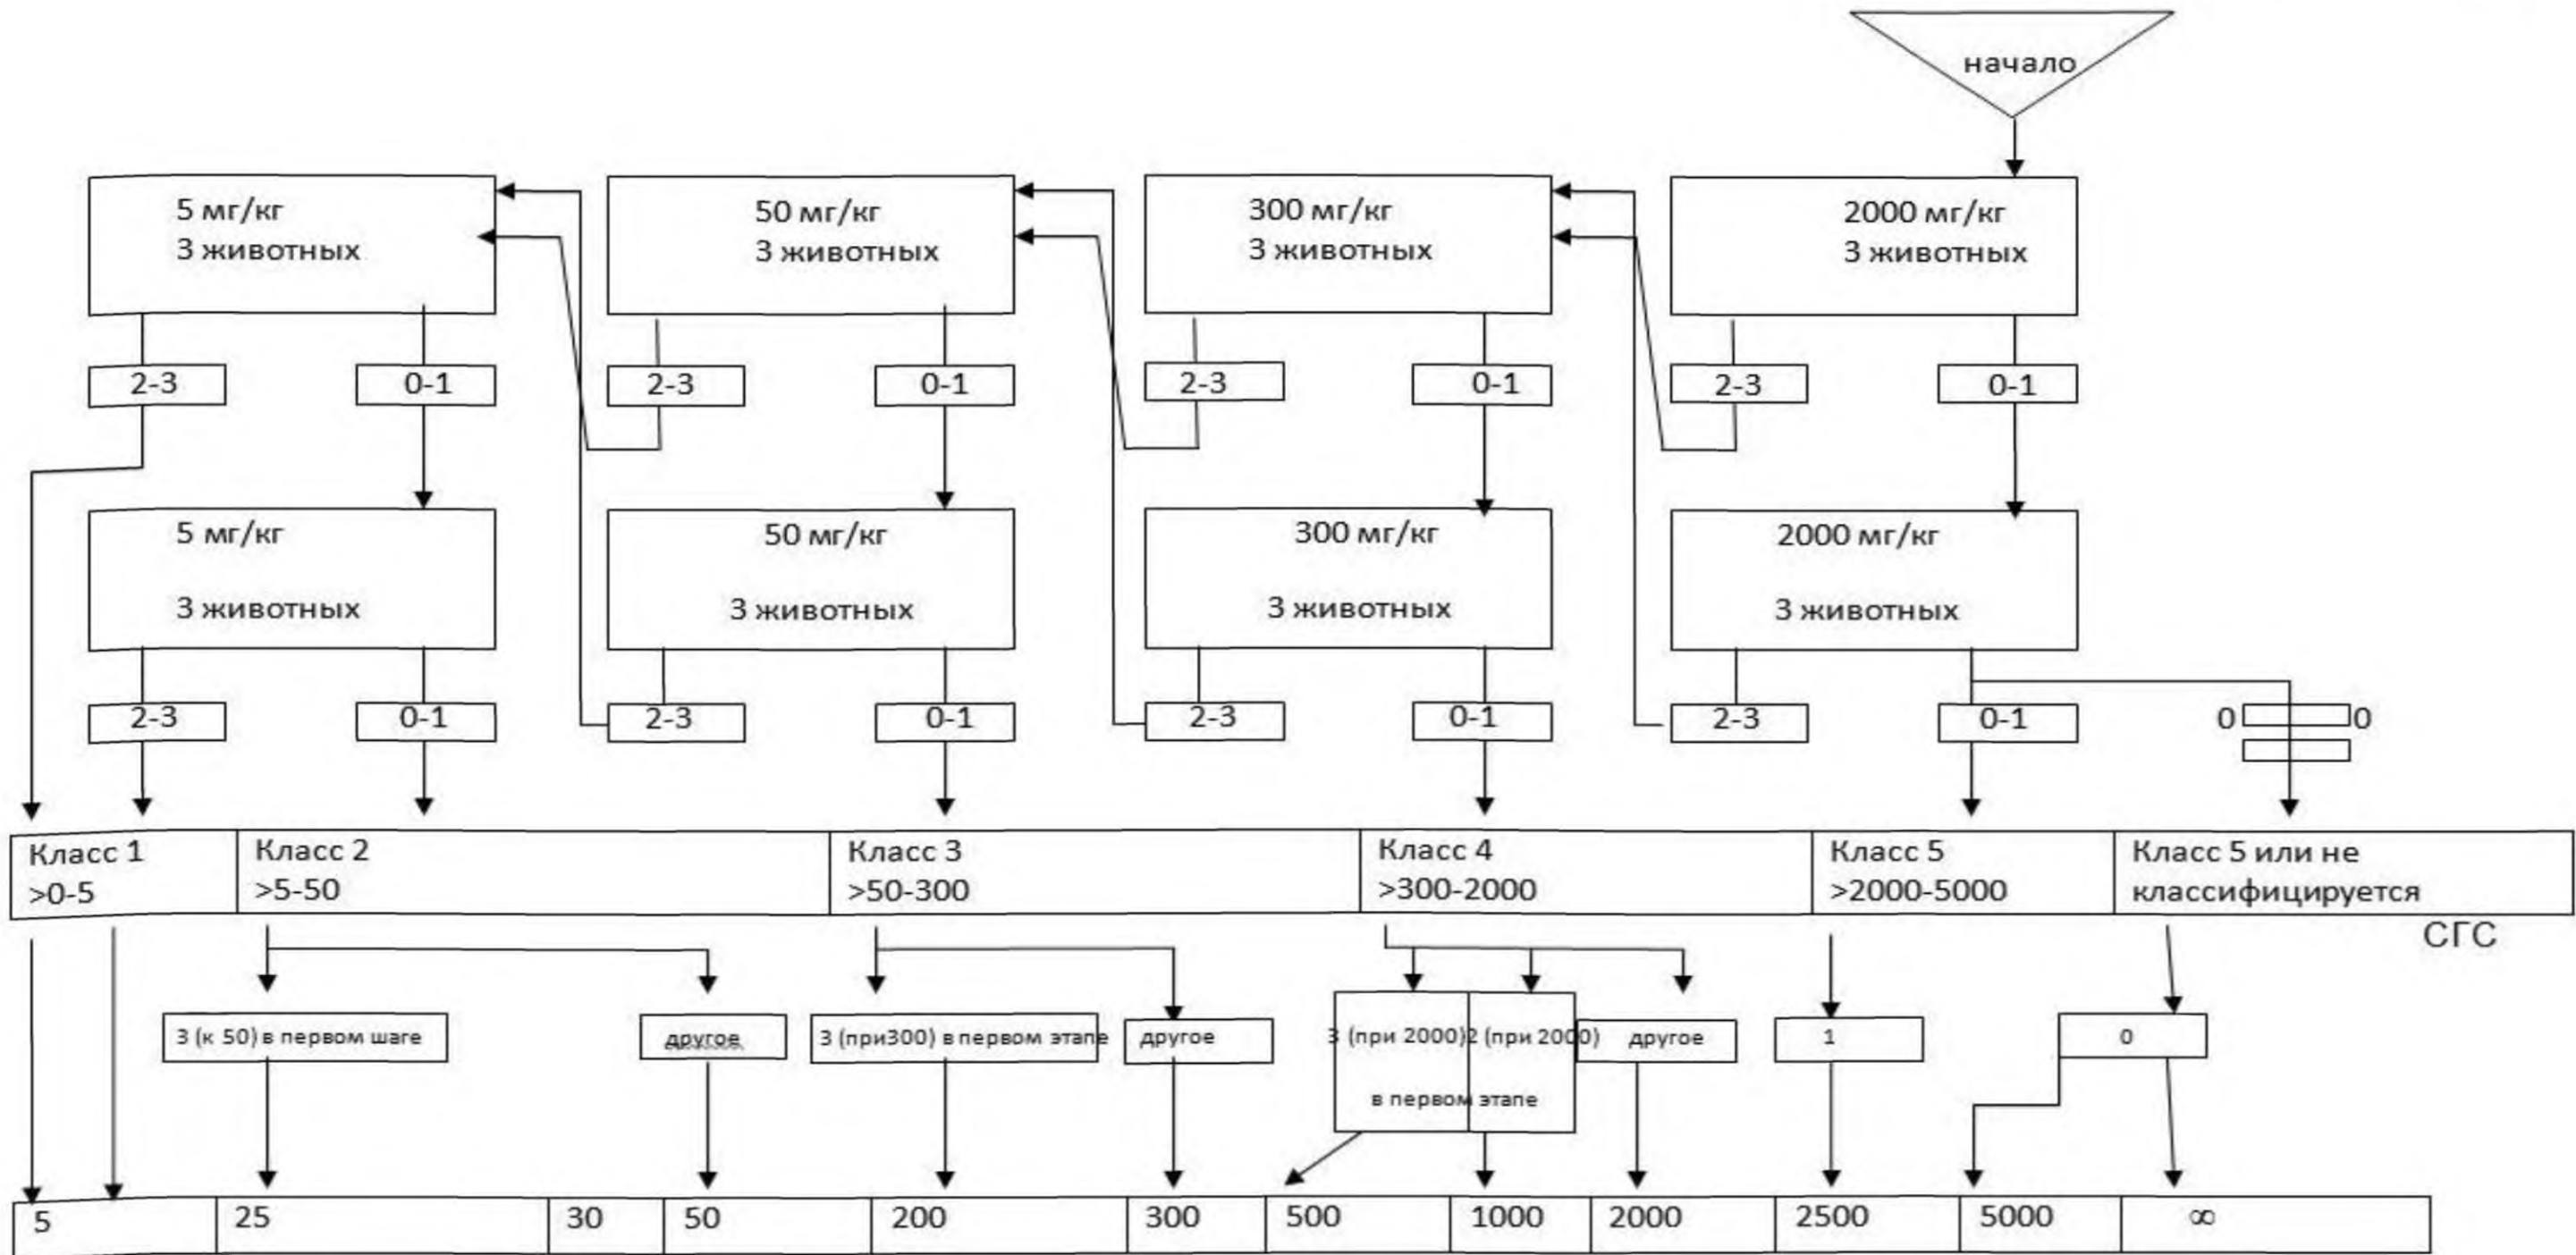 начало
5 мг/кг
3 животных
50 мг/кг
3 животных
300 мг/кг
3 животных
2000 мг/кг
3 животных
2-3
0-1
2-3
0-1
2-3
0-1
2-3
0-1
5 мг/кг
3 животных
50 мг/кг
3 животных
300 мг/кг
3 животных
2000 мг/кг
3 животных
2-3
0-1
2-3
0-1
2-3
0-1
2-3
0-1
0
0
Класс 1
>0-5
Класс 2
>5-50
Класс 3
>50-300
Класс 4
>300-2000
Класс 5
>2000-5000
Класс 5 или не
классифицируется
СГС
3 (к 50) в первом шаге
другое
3 (при300) в первом этапе
другое
3 (при 2000)
2 (при 2000)
в первом этапе
другое
1
0
5
25
30
50
200
300
500
1000
2000
2500
5000
∞